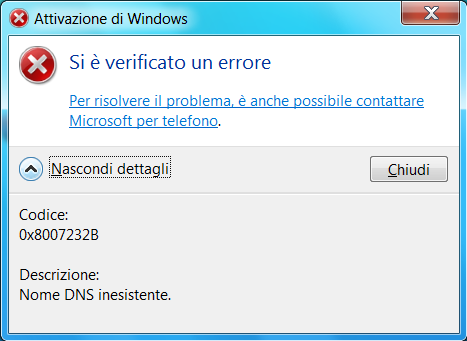 Attivazione di Windows
Si è verificato un errore
Per risolvere il problema, è anche possibile contattare
Microsoft per telefono.
Nascondi dettagli
Chiudi
Codice:
0x8007232B
Descrizione:
Nome DNS inesistente.